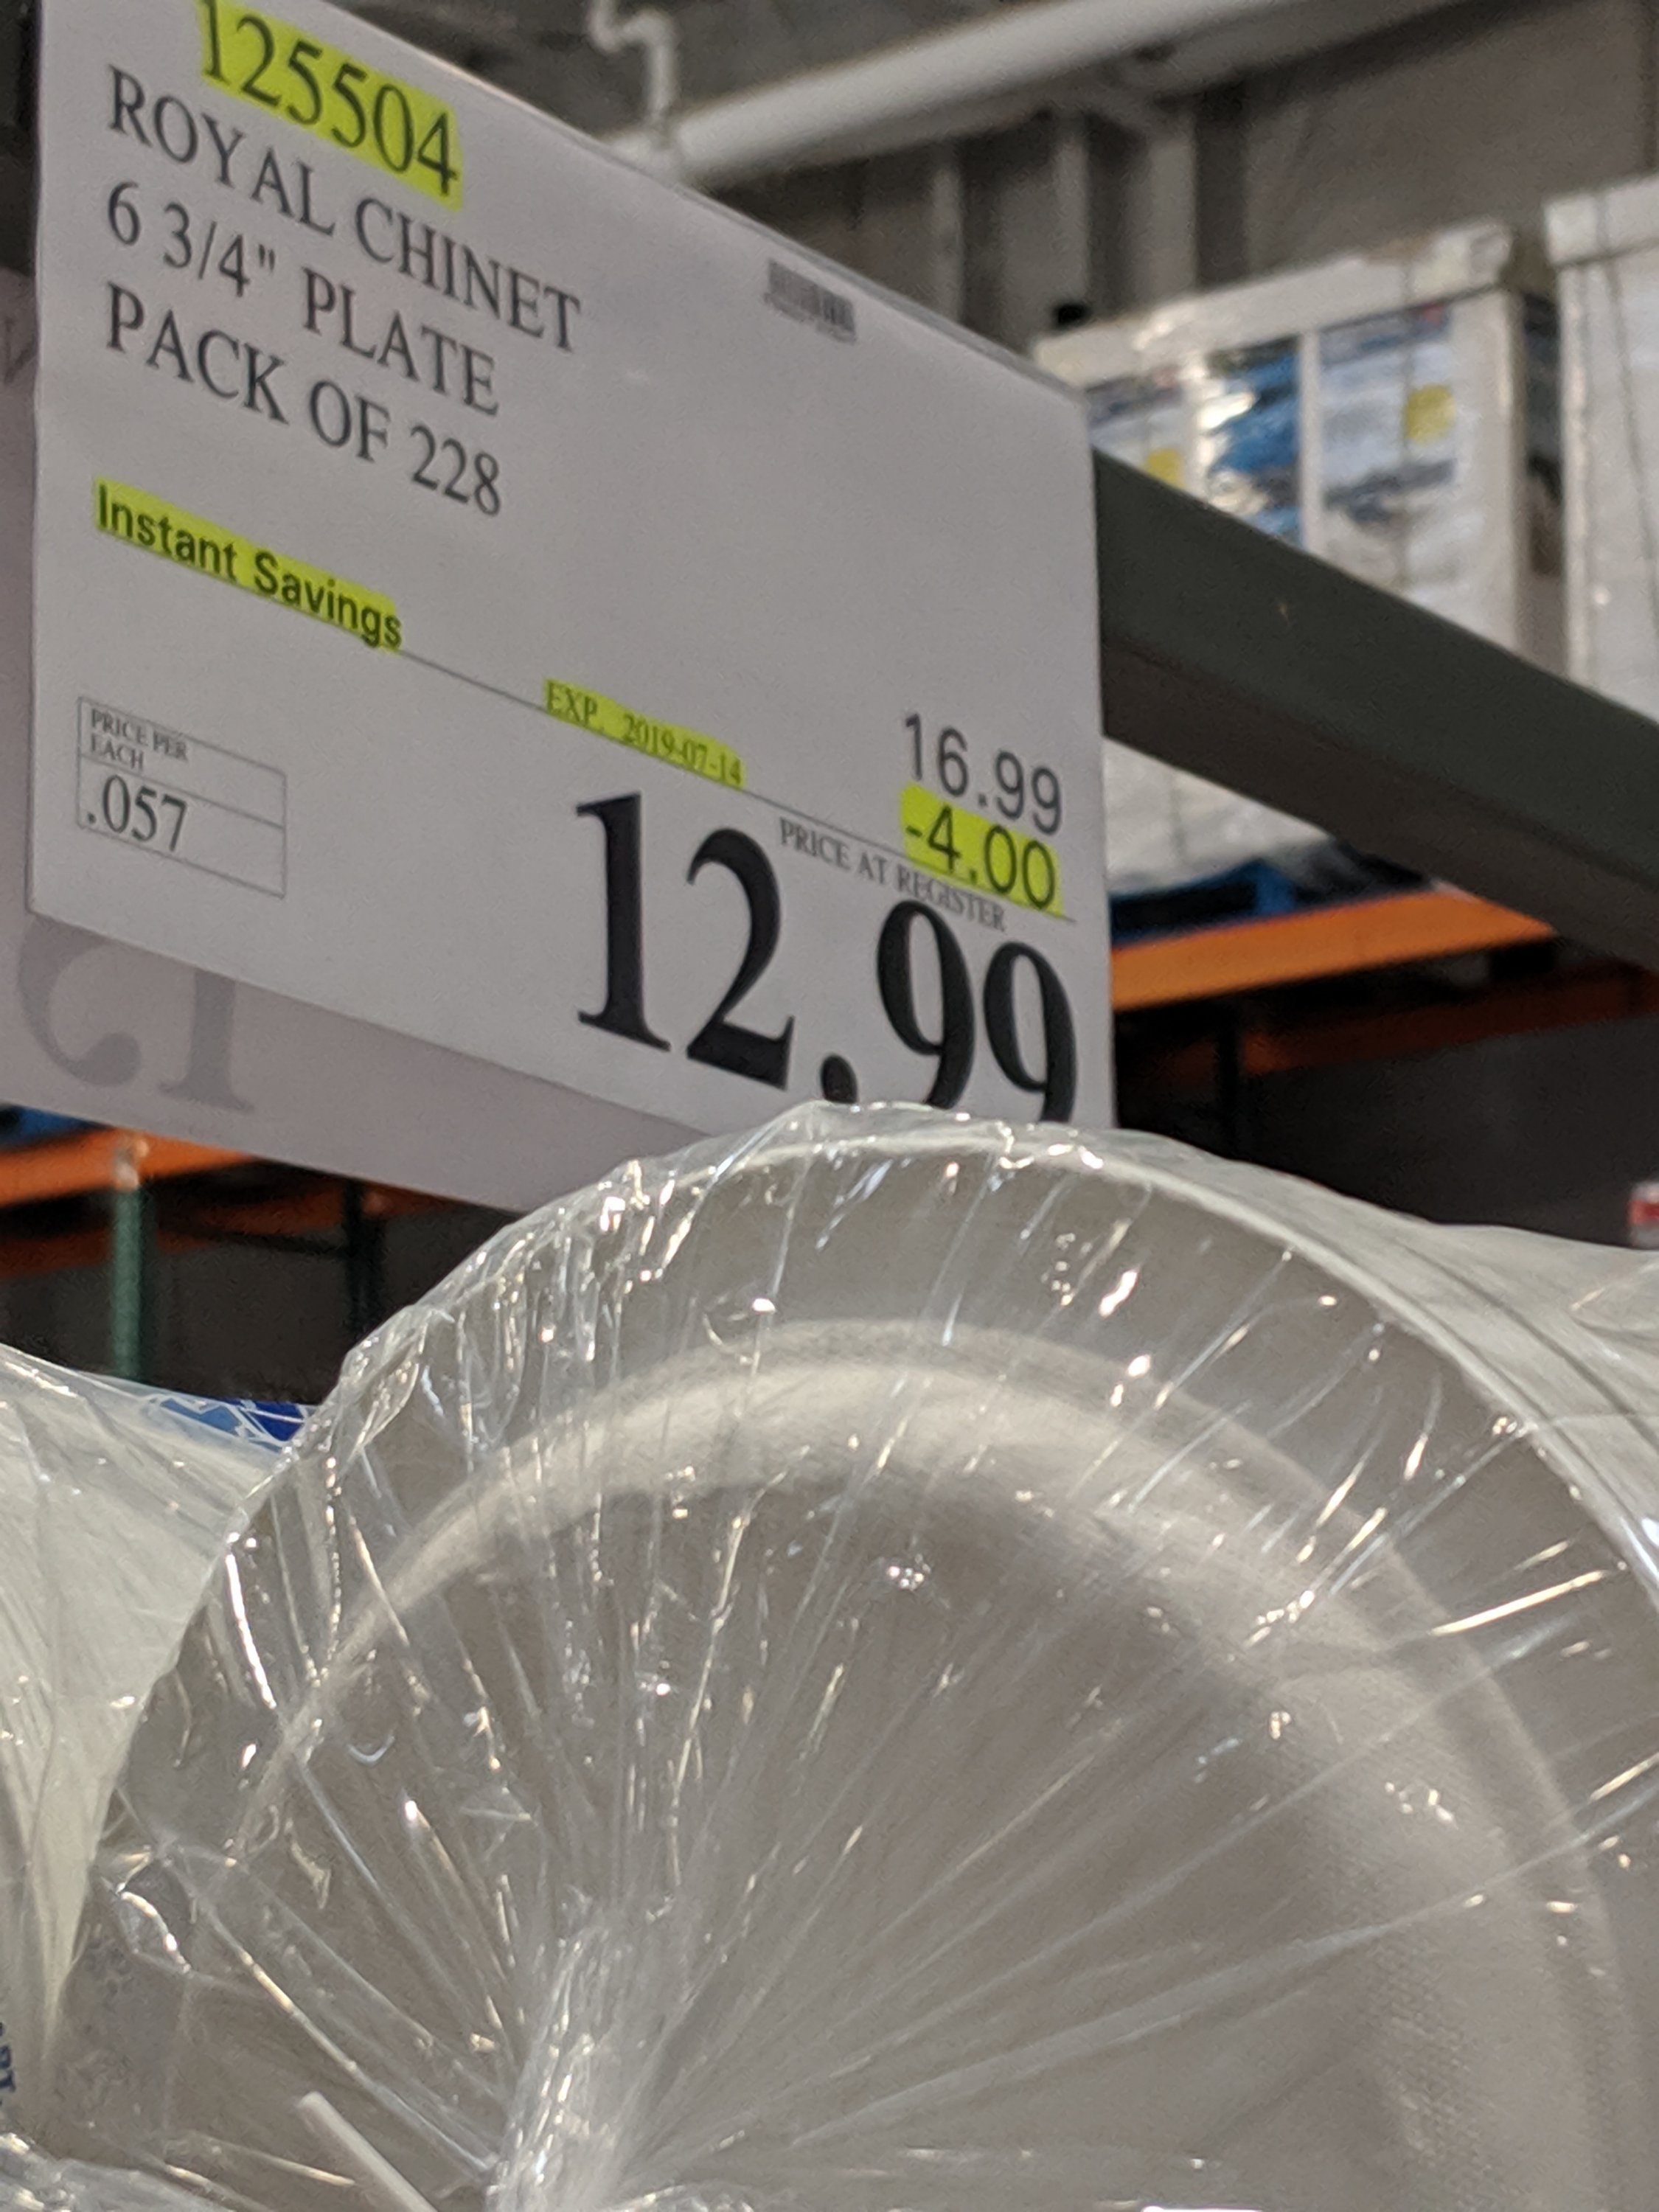 125504
ROYAL CHINET
6 3/4" PLATE
PACK OF 228
Instant Savings
EXP. 2019-07-14
16.99
-4.00
PRICE PER
EACH
.057
PRICE AT REGISTER
12.99